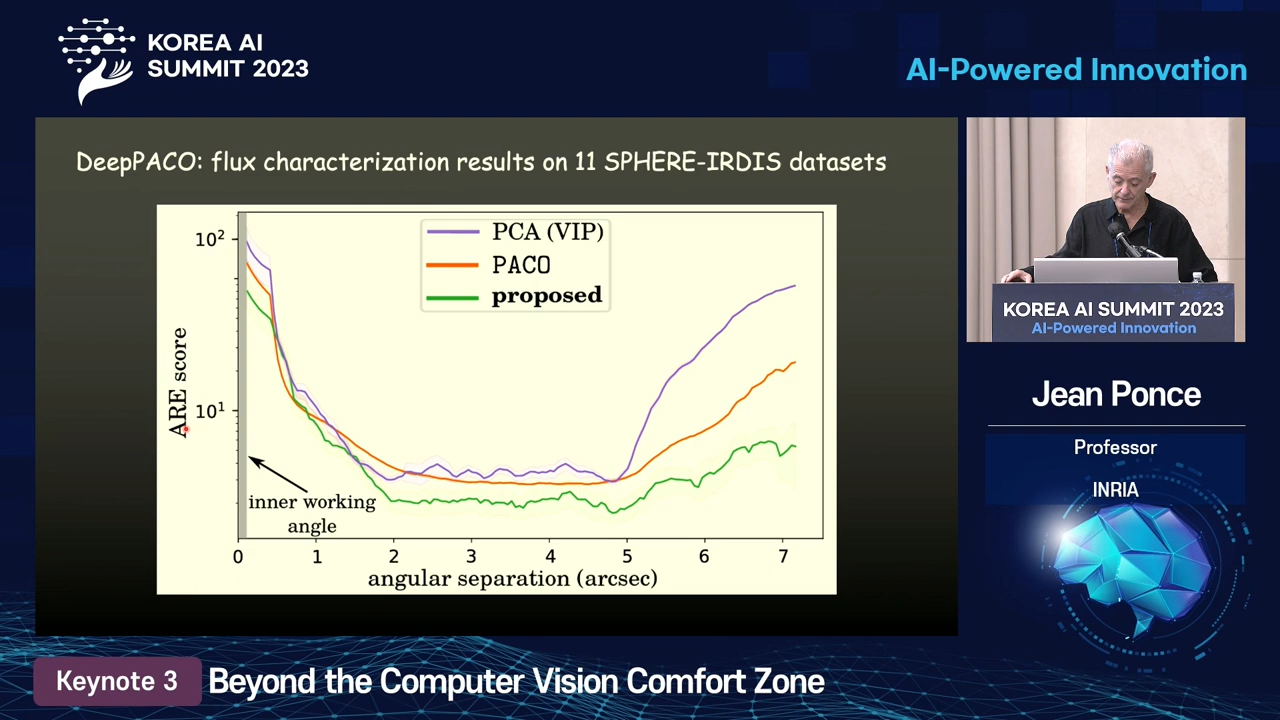 KOREA AI
SUMMIT 2023
AI-Powered Innovation
DeepPACO: flux characterization results on 11 SPHERE-IRDIS datasets
PCA (VIP)
PACO
proposed
10²
10¹
ARE score
inner working
angle
0 1 2 3 4 5 6 7
angular separation (arcsec)
KOREA AI SUMMIT 2023
AI-Powered Innovation
Jean Ponce
Professor
INRIA
Keynote 3 Beyond the Computer Vision Comfort Zone